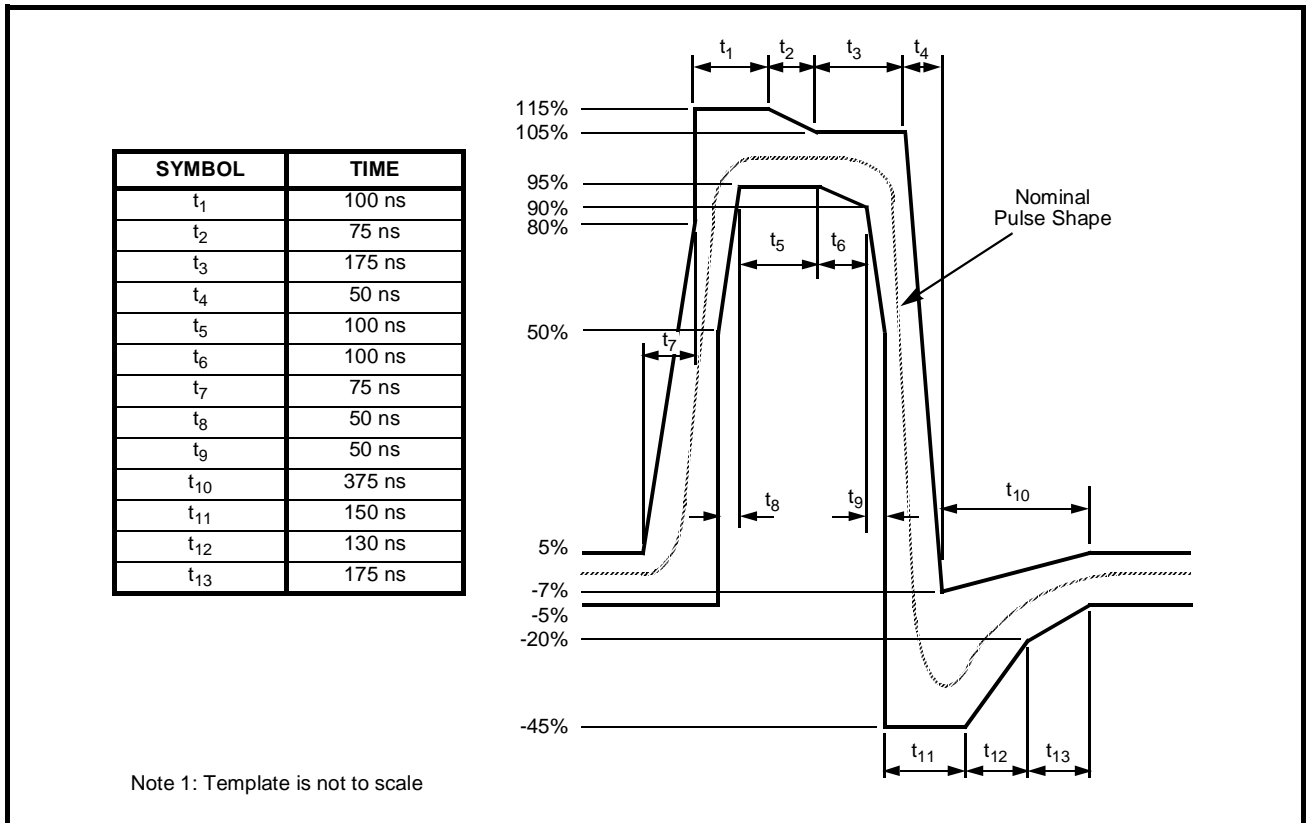 SYMBOL TIME
t1 100 ns
t2 75 ns
t3 175 ns
t4 50 ns
t5 100 ns
t6 100 ns
t7 75 ns
t8 50 ns
t9 50 ns
t10 375 ns
t11 150 ns
t12 130 ns
t13 175 ns
Note 1: Template is not to scale
t1 t2 t3 t4
115%
105%
95%
90%
80%
50%
5%
-7%
-5%
-20%
-45%
Nominal
Pulse Shape
t5 t6
t7
t8 t9
t10
t11 t12 t13